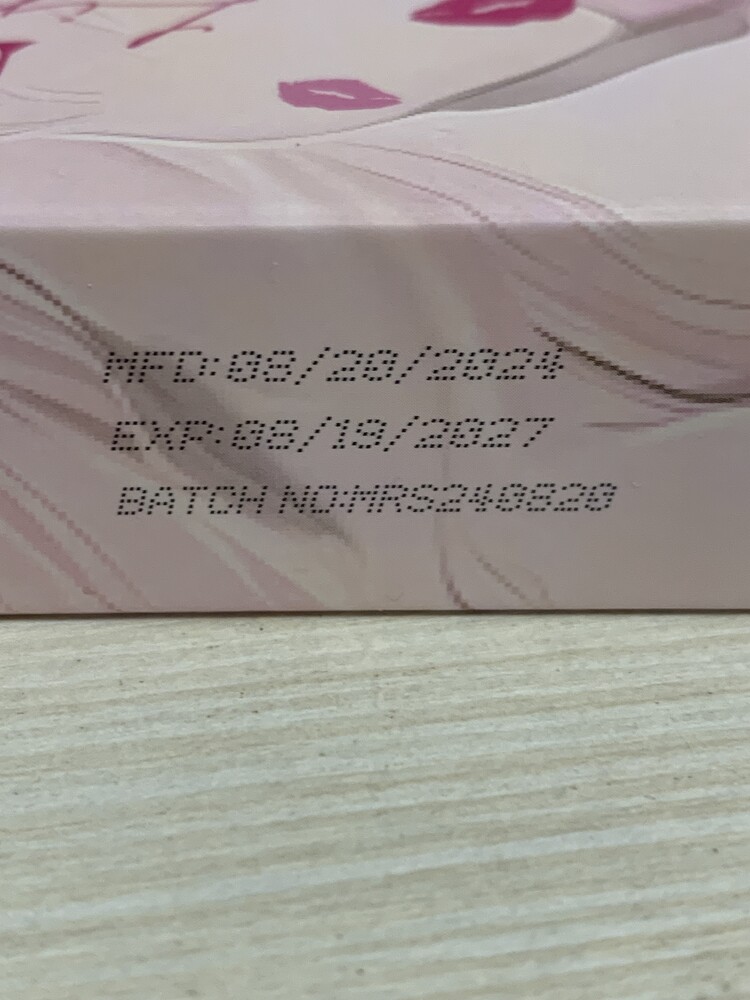 MFD:08/20/2024
EXP:08/19/2027
BATCH NO:MRS240820